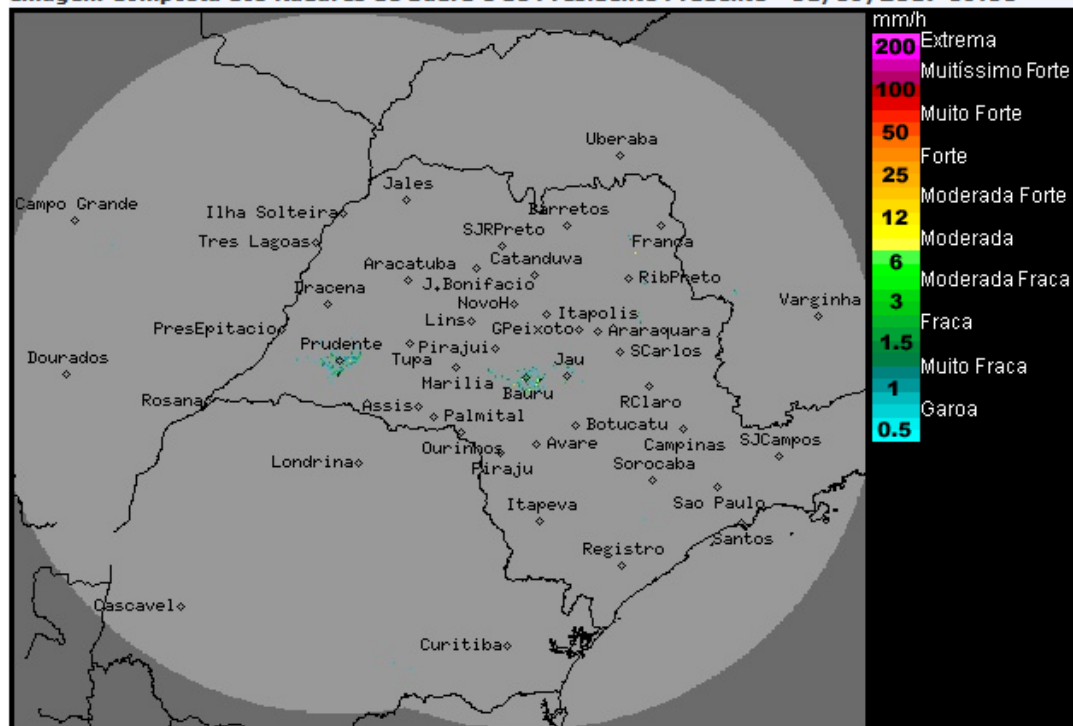 mm/h
200 Extrema
Muitíssimo Forte
100
Muito Forte
50
Forte
25
Moderada Forte
12
Moderada
6
Moderada Fraca
3
Fraca
1.5
Muito Fraca
1
Garoa
0.5
Uberaba
Jales
Campo Grande
Ilha Solteira
Barretos
SJRPreto
Franca
Tres Lagoas
Catanduva
Aracatuba
RibPreto
J.Bonifacio
Dracena
NovoH
Varginha
Itapolis
Lins
GPeixoto
Araraquara
PresEpitacio
Prudente
Pirajui
SCarlos
Dourados
Tupa
Jau
Marilia
Bauru
Rosana
RClaro
Assis
Palmital
Botucatu
Campinas
SJCampos
Ourinhos
Avare
Piraju
Londrina
Sorocaba
Itapeva
Sao Paulo
Santos
Registro
Cascavel
Curitiba